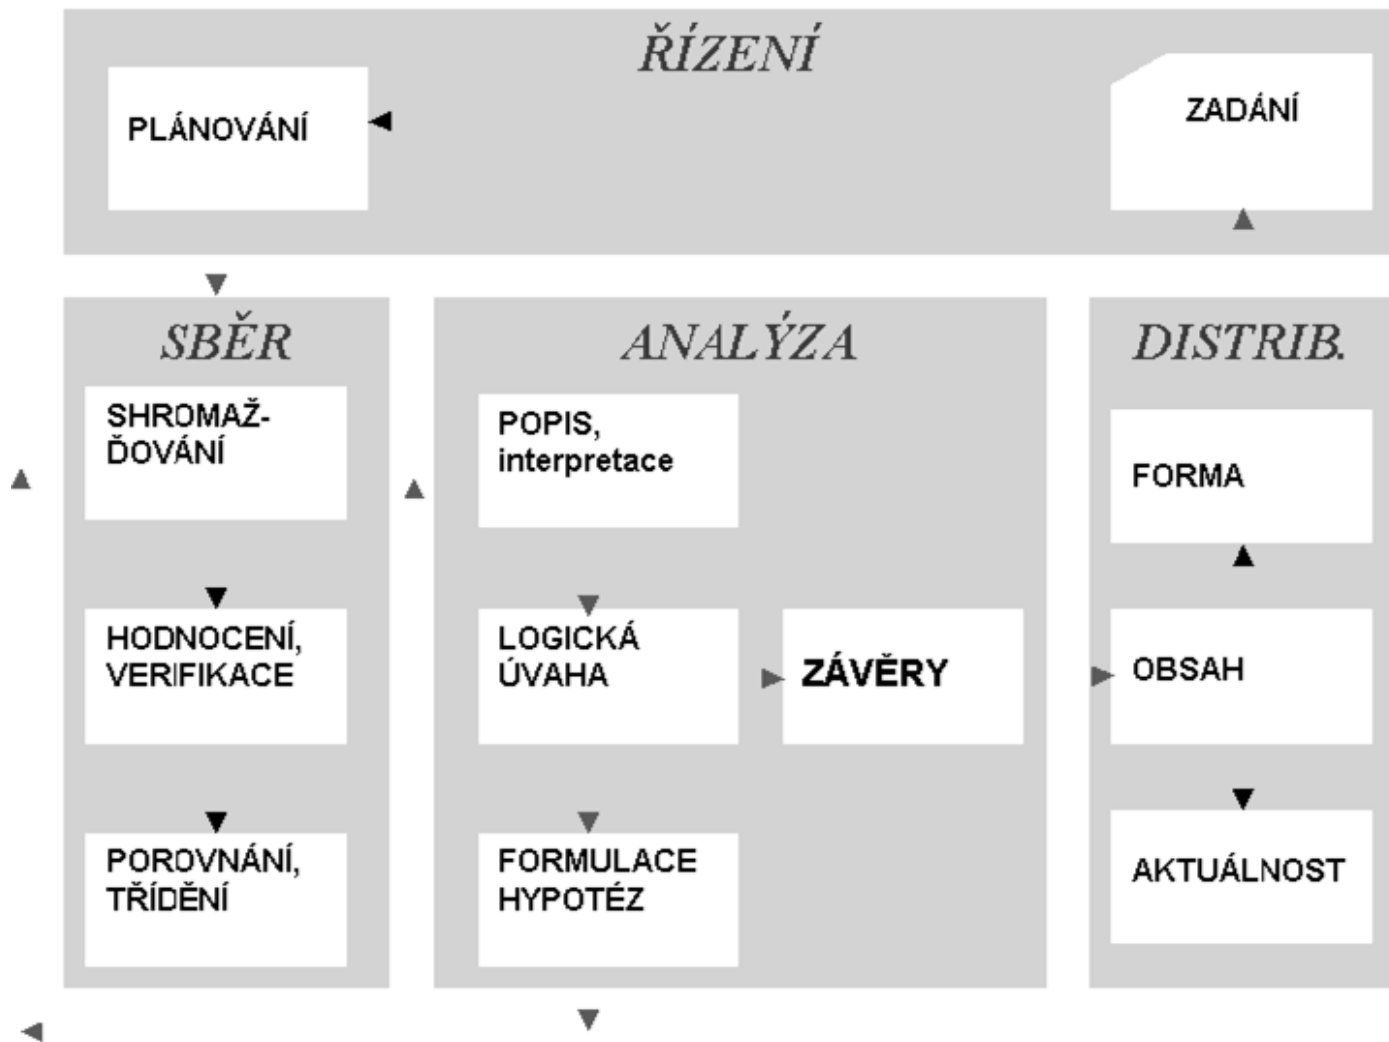 ŘÍZENÍ
PLÁNOVÁNÍ
ZADÁNÍ
SBĚR
SHROMAŽ-
ĎOVÁNÍ
HODNOCENÍ,
VERIFIKACE
POROVNÁNÍ,
TŘÍDĚNÍ
ANALÝZA
POPIS,
interpretace
LOGICKÁ
ÚVAHA
ZÁVĚRY
FORMULACE
HYPOTÉZ
DISTRIB.
FORMA
OBSAH
AKTUÁLNOST